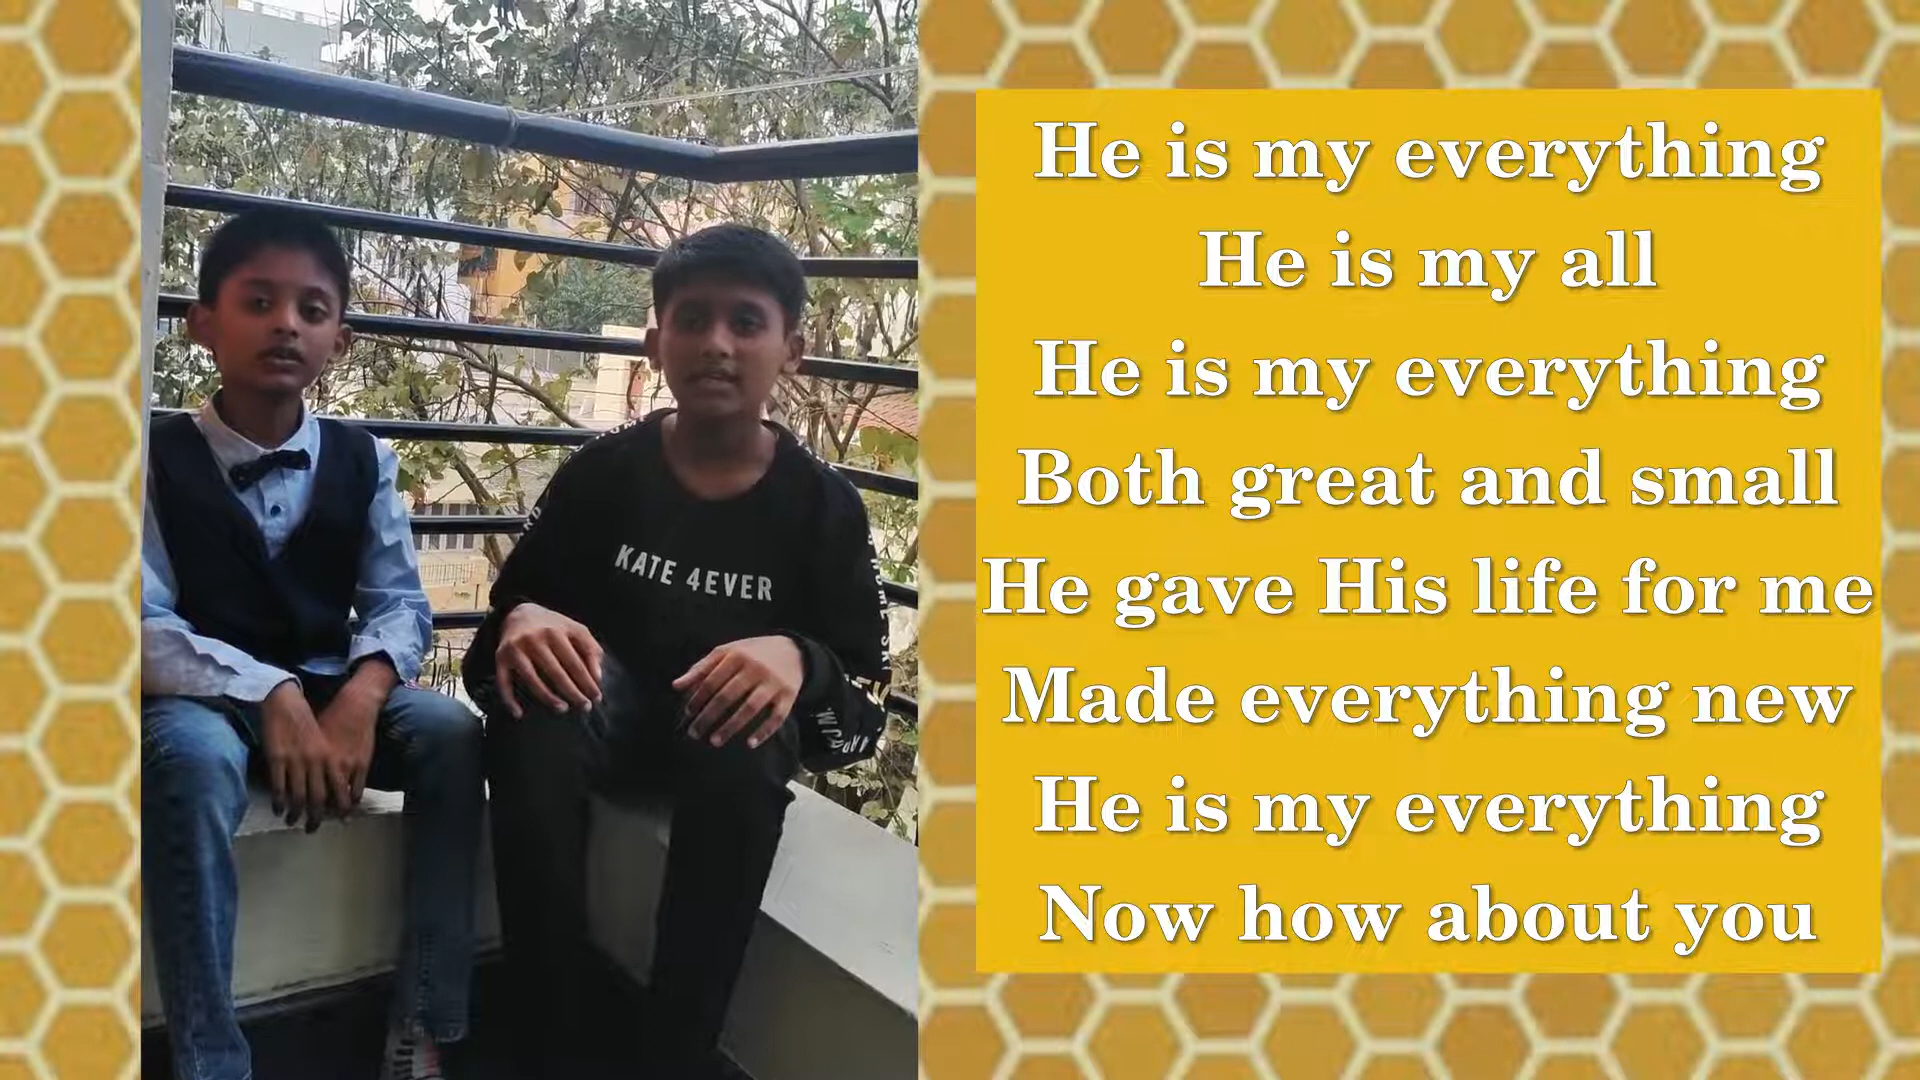 KATE 4EVER
He is my everything
He is my all
He is my everything
Both great and small
He gave His life for me
Made everything new
He is my everything
Now how about you